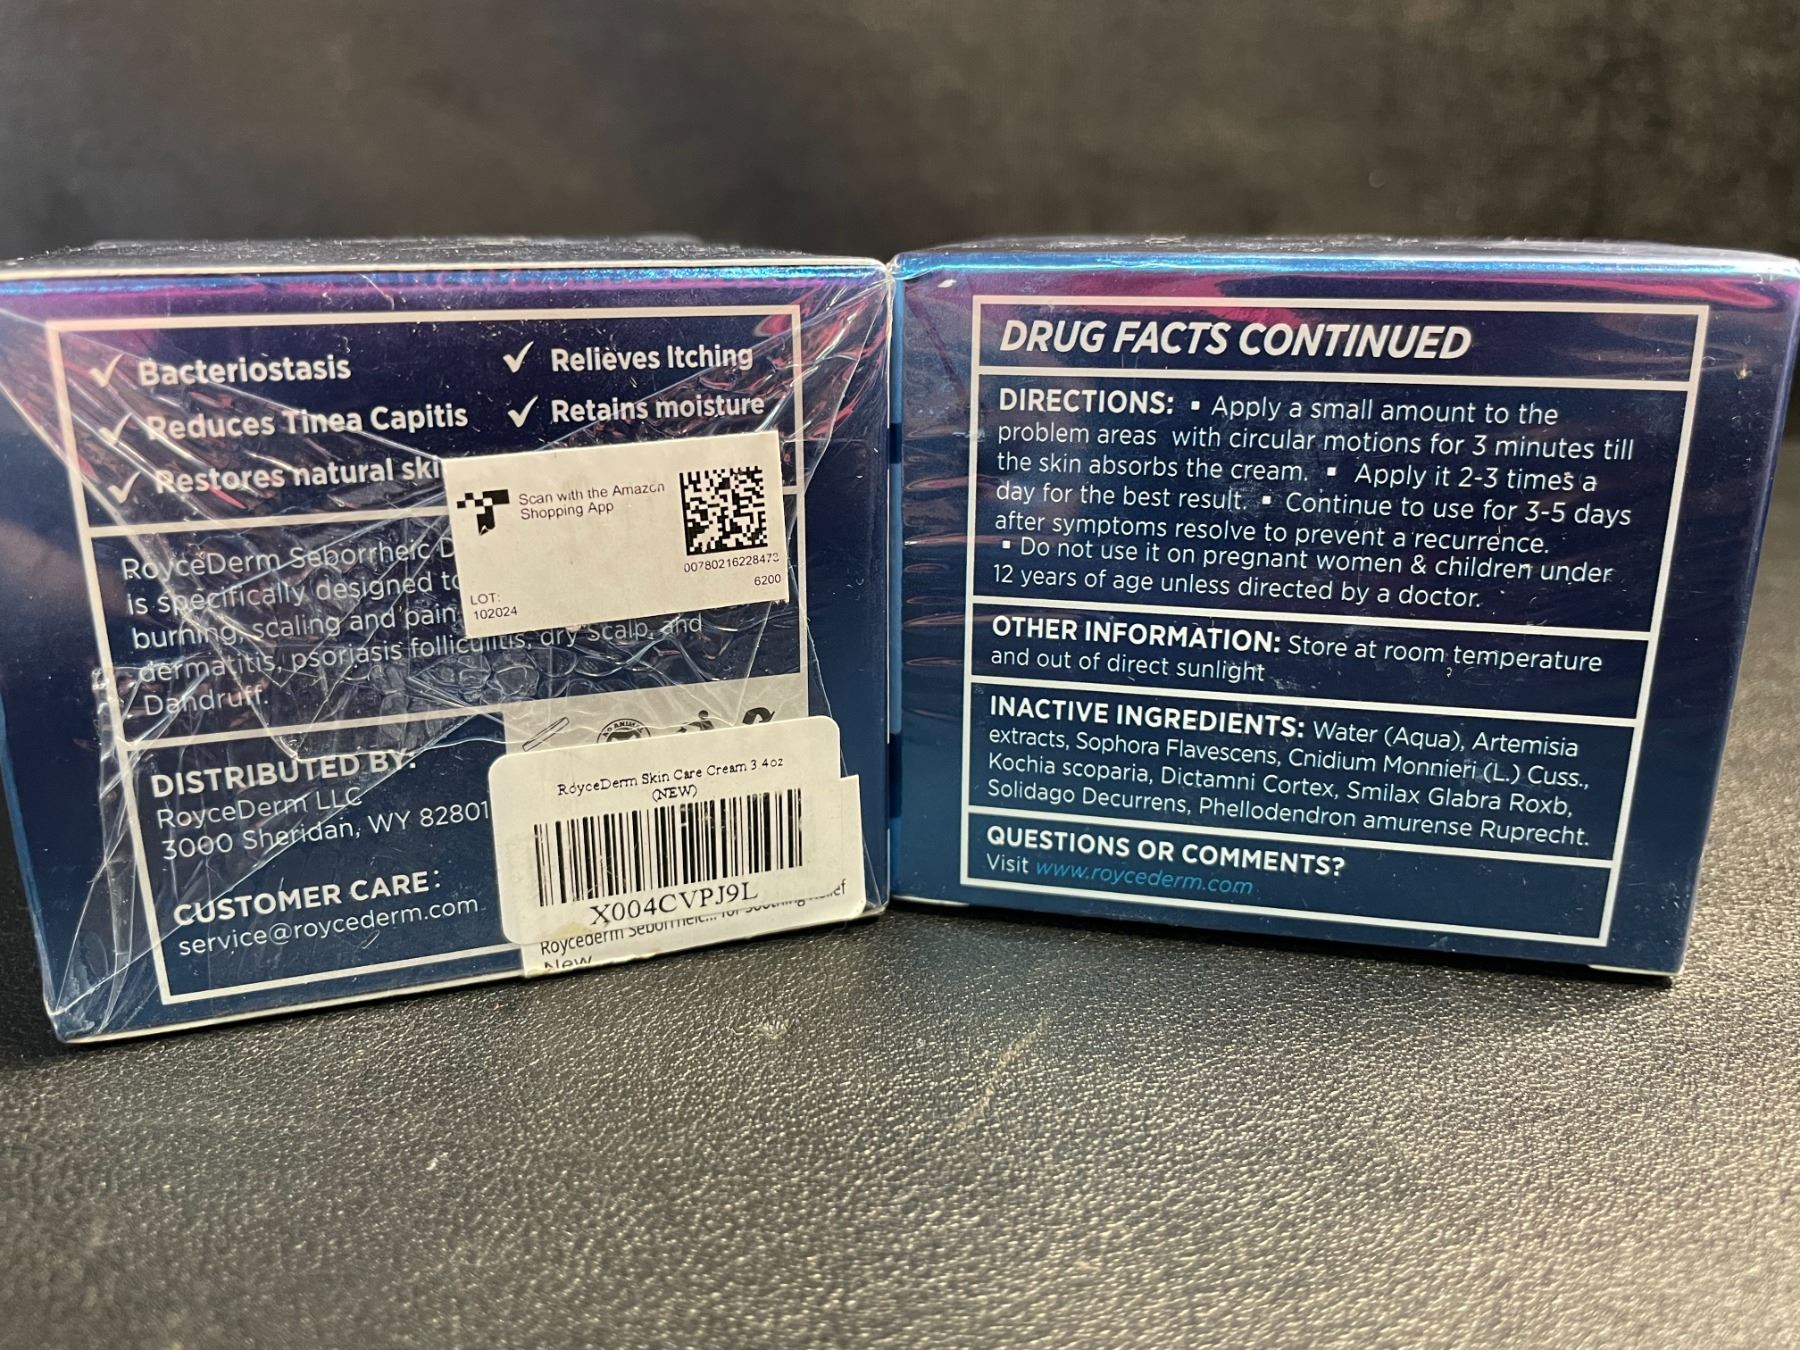 Bacteriostasis
Relieves Itching
Reduces Tinea Capitis
Retains moisture
Restores natural ski
Scan with the Amazon
Shopping App
007802162284
6200
LOT:
102024
RoyceDerm Seborrheic D
is specifically designed to
burning, scaling and pain
dermatitis, psoriasis folliculitis, dry scalp, and
Dandruff.
DISTRIBUTED BY:
RoyceDerm LLC
3000 Sheridan, WY 82801
CUSTOMER CARE:
service@roycederm.com
RoyceDerm Skin Care Cream 3 4oz
(NEW)
X004CVPJ9L
Roycederm Seborrheic... for Soothing Relief
New
DRUG FACTS CONTINUED
DIRECTIONS: ▪ Apply a small amount to the
problem areas with circular motions for 3 minutes till
the skin absorbs the cream. ▪ Apply it 2-3 times a
day for the best result. ▪ Continue to use for 3-5 days
after symptoms resolve to prevent a recurrence.
▪ Do not use it on pregnant women & children under
12 years of age unless directed by a doctor.
OTHER INFORMATION: Store at room temperature
and out of direct sunlight
INACTIVE INGREDIENTS: Water (Aqua), Artemisia
extracts, Sophora Flavescens, Cnidium Monnieri (L.) Cuss.,
Kochia scoparia, Dictamni Cortex, Smilax Glabra Roxb,
Solidago Decurrens, Phellodendron amurense Ruprecht.
QUESTIONS OR COMMENTS?
Visit www.roycederm.com